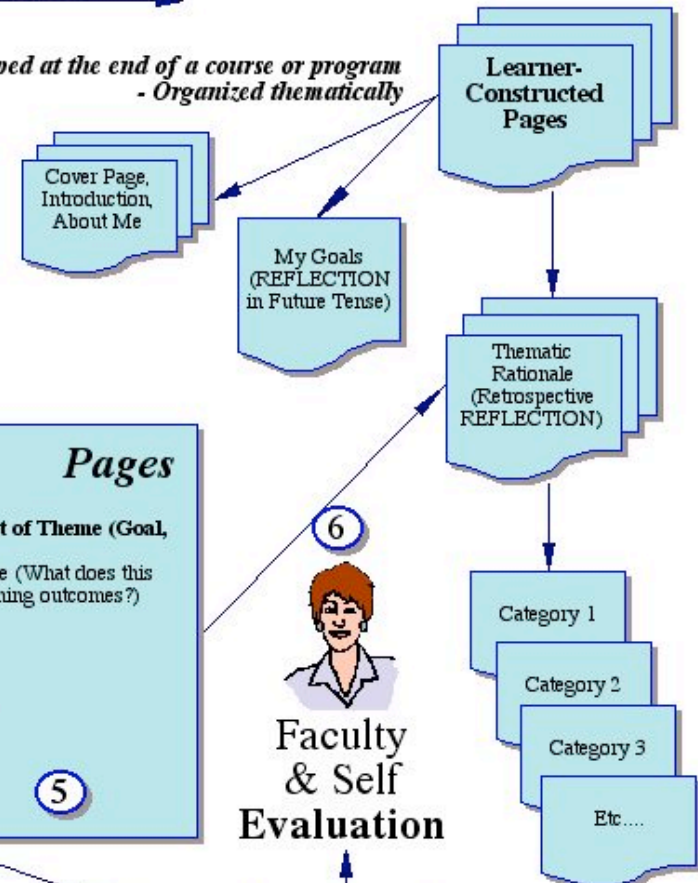 ped at the end of a course or program
- Organized thematically
Learner-
Constructed
Pages
Cover Page,
Introduction,
About Me
My Goals
(REFLECTION
in Future Tense)
Thematic
Rationale
(Retrospective
REFLECTION)
Pages
t of Theme (Goal,
e (What does this
ning outcomes?)
5
6
Faculty
& Self
Evaluation
Category 1
Category 2
Category 3
Etc....